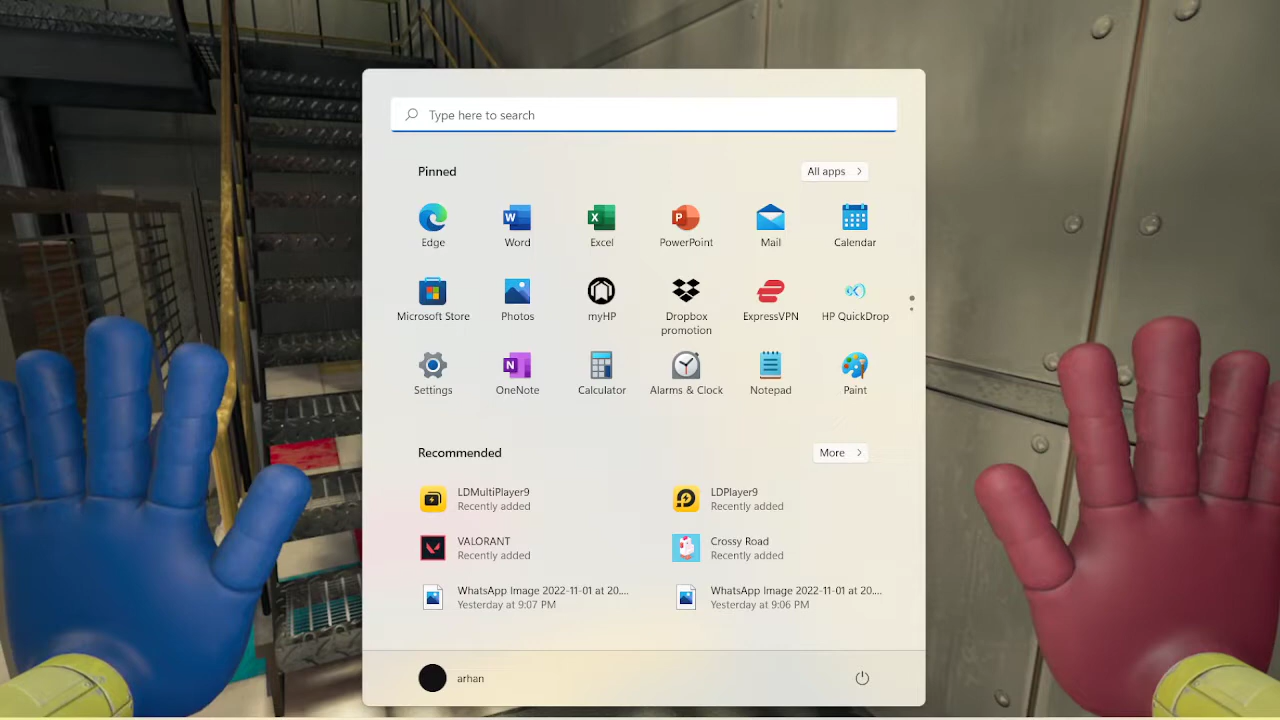 Type here to search
Pinned
All apps
Edge
Word
Excel
PowerPoint
Mail
Calendar
Microsoft Store
Photos
myHP
Dropbox promotion
ExpressVPN
HP QuickDrop
Settings
OneNote
Calculator
Alarms & Clock
Notepad
Paint
Recommended
More
LDMultiPlayer9
Recently added
LDPlayer9
Recently added
VALORANT
Recently added
Crossy Road
Recently added
WhatsApp Image 2022-11-01 at 20....
Yesterday at 9:07 PM
WhatsApp Image 2022-11-01 at 20....
Yesterday at 9:06 PM
arhan